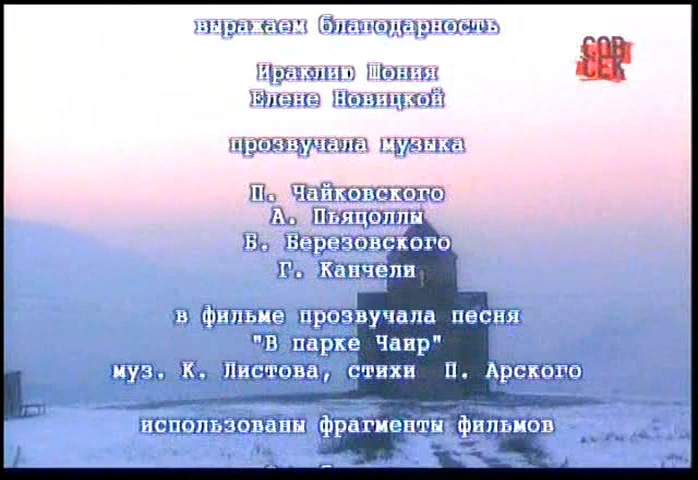 выражаем благодарность
СОВ
СЕК
Ираклию Шония
Елене Новицкой
прозвучала музыка
П. Чайковского
А. Пьяцоллы
Б. Березовского
Г. Канчели
в фильме прозвучала песня
"В парке Чаир"
муз. К. Листова, стихи П. Арского
использованы фрагменты фильмов